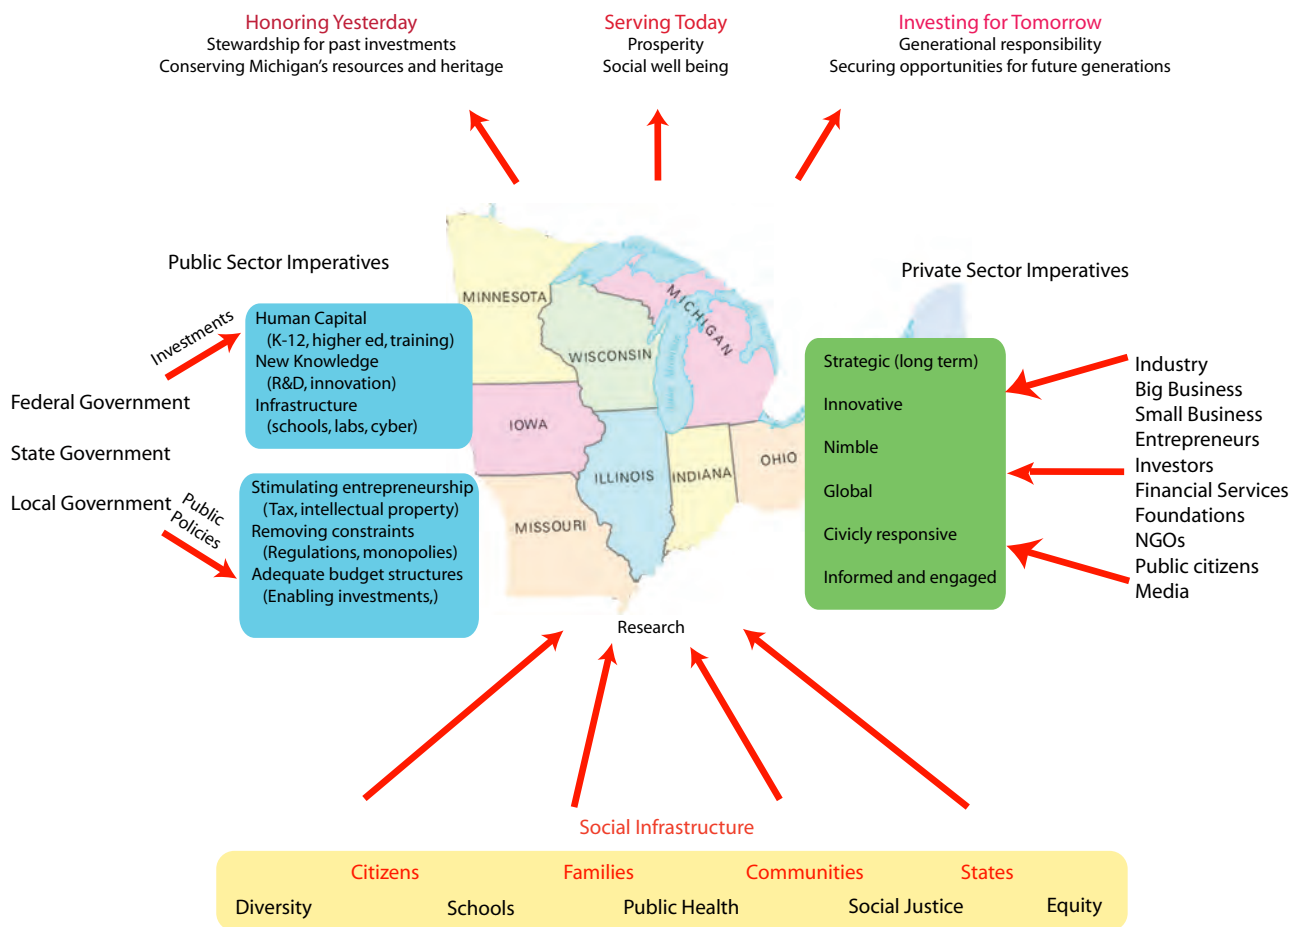 Honoring Yesterday
Stewardship for past investments
Conserving Michigan's resources and heritage
Serving Today
Prosperity
Social well being
Investing for Tomorrow
Generational responsibility
Securing opportunities for future generations
Public Sector Imperatives
Investments
Human Capital
(K-12, higher ed, training)
New Knowledge
(R&D, innovation)
Infrastructure
(schools, labs, cyber)
Federal Government
State Government
Local Government
Public
Policies
Stimulating entrepreneurship
(Tax, intellectual property)
Removing constraints
(Regulations, monopolies)
Adequate budget structures
(Enabling investments,)
MINNESOTA
WISCONSIN
MICHIGAN
Lake Michigan
IOWA
ILLINOIS
INDIANA
OHIO
MISSOURI
Research
Private Sector Imperatives
Strategic (long term)
Innovative
Nimble
Global
Civicly responsive
Informed and engaged
Industry
Big Business
Small Business
Entrepreneurs
Investors
Financial Services
Foundations
NGOs
Public citizens
Media
Social Infrastructure
Citizens Families Communities States
Diversity Schools Public Health Social Justice Equity